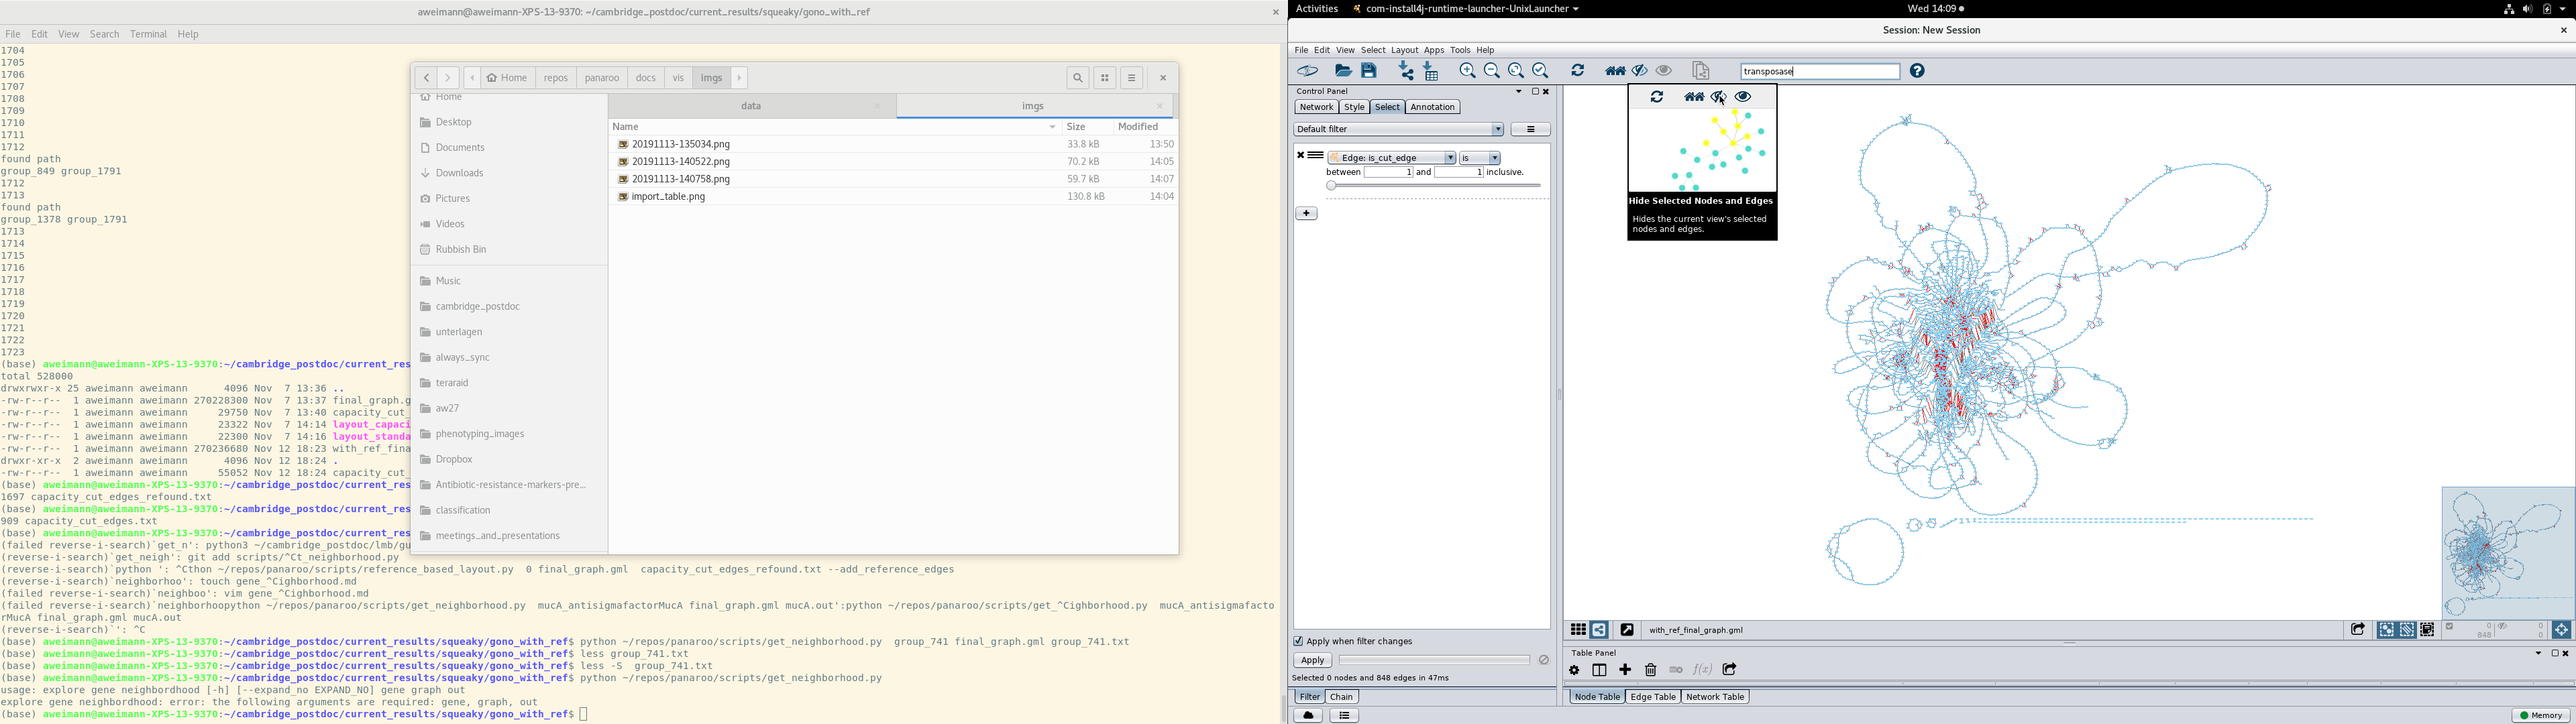 aweimann@aweimann-XPS-13-9370: ~/cambridge_postdoc/current_results/squeaky/gono_with_ref
File Edit View Search Terminal Help
1704
1705
1706
1707
1708
1709
1710
1711
1712
found path
group_849 group_1791
1712
1713
found path
group_1378 group_1791
1713
1714
1715
1716
1717
1718
1719
1720
1721
1722
1723
(base) aweimann@aweimann-XPS-13-9370:~/cambridge_postdoc/current_res
total 528000
drwxrwxr-x 25 aweimann aweimann 4096 Nov 7 13:36 ..
-rw-r--r-- 1 aweimann aweimann 270228300 Nov 7 13:37 final_graph.g
-rw-r--r-- 1 aweimann aweimann 29750 Nov 7 13:40 capacity_cut_
-rw-r--r-- 1 aweimann aweimann 23322 Nov 7 14:14 layout_capaci
-rw-r--r-- 1 aweimann aweimann 22300 Nov 7 14:16 layout_standa
-rw-r--r-- 1 aweimann aweimann 270236680 Nov 12 18:23 with_ref_fina
drwxr-xr-x 2 aweimann aweimann 4096 Nov 12 18:24 .
-rw-r--r-- 1 aweimann aweimann 55052 Nov 12 18:24 capacity_cut_
(base) aweimann@aweimann-XPS-13-9370:~/cambridge_postdoc/current_res
1697 capacity_cut_edges_refound.txt
(base) aweimann@aweimann-XPS-13-9370:~/cambridge_postdoc/current_res
909 capacity_cut_edges.txt
(base) aweimann@aweimann-XPS-13-9370:~/cambridge_postdoc/current_res
(failed reverse-i-search)`get_n': python3 ~/cambridge_postdoc/lmb/gu
(reverse-i-search)`get_neigh': git add scripts/^Ct_neighborhood.py
(reverse-i-search)`python ': ^Cthon ~/repos/panaroo/scripts/reference_based_layout.py 0 final_graph.gml capacity_cut_edges_refound.txt --add_reference_edges
(reverse-i-search)`neighborhoo': touch gene_^Cighborhood.md
(failed reverse-i-search)`neighboo': vim gene_^Cighborhood.md
(failed reverse-i-search)`neighborhoopython ~/repos/panaroo/scripts/get_neighborhood.py mucA_antisigmafactorMucA final_graph.gml mucA.out':python ~/repos/panaroo/scripts/get_^Cighborhood.py mucA_antisigmafacto
rMucA final_graph.gml mucA.out
(reverse-i-search)`': ^C
(base) aweimann@aweimann-XPS-13-9370:~/cambridge_postdoc/current_results/squeaky/gono_with_ref$ python ~/repos/panaroo/scripts/get_neighborhood.py group_741 final_graph.gml group_741.txt
(base) aweimann@aweimann-XPS-13-9370:~/cambridge_postdoc/current_results/squeaky/gono_with_ref$ less group_741.txt
(base) aweimann@aweimann-XPS-13-9370:~/cambridge_postdoc/current_results/squeaky/gono_with_ref$ less -S group_741.txt
(base) aweimann@aweimann-XPS-13-9370:~/cambridge_postdoc/current_results/squeaky/gono_with_ref$ python ~/repos/panaroo/scripts/get_neighborhood.py
usage: explore gene neighbordhood [-h] [--expand_no EXPAND_NO] gene graph out
explore gene neighbordhood: error: the following arguments are required: gene, graph, out
(base) aweimann@aweimann-XPS-13-9370:~/cambridge_postdoc/current_results/squeaky/gono_with_ref$
Home repos panaroo docs vis imgs
Home
Desktop
Documents
Downloads
Pictures
Videos
Rubbish Bin
Music
cambridge_postdoc
unterlagen
always_sync
teraraid
aw27
phenotyping_images
Dropbox
Antibiotic-resistance-markers-pre...
classification
meetings_and_presentations
data imgs
Name Size Modified
20191113-135034.png 33.8 kB 13:50
20191113-140522.png 70.2 kB 14:05
20191113-140758.png 59.7 kB 14:07
import_table.png 130.8 kB 14:04
Activities com-install4j-runtime-launcher-UnixLauncher Wed 14:09
Session: New Session
File Edit View Select Layout Apps Tools Help
transposase
Control Panel
Network Style Select Annotation
Default filter
Edge: is_cut_edge is
between 1 and 1 inclusive.
Hide Selected Nodes and Edges
Hides the current view's selected
nodes and edges.
Apply when filter changes
Apply
Selected 0 nodes and 848 edges in 47ms
Filter Chain
with_ref_final_graph.gml
0 0
848 0
Table Panel
f(x)
Node Table Edge Table Network Table
Memory